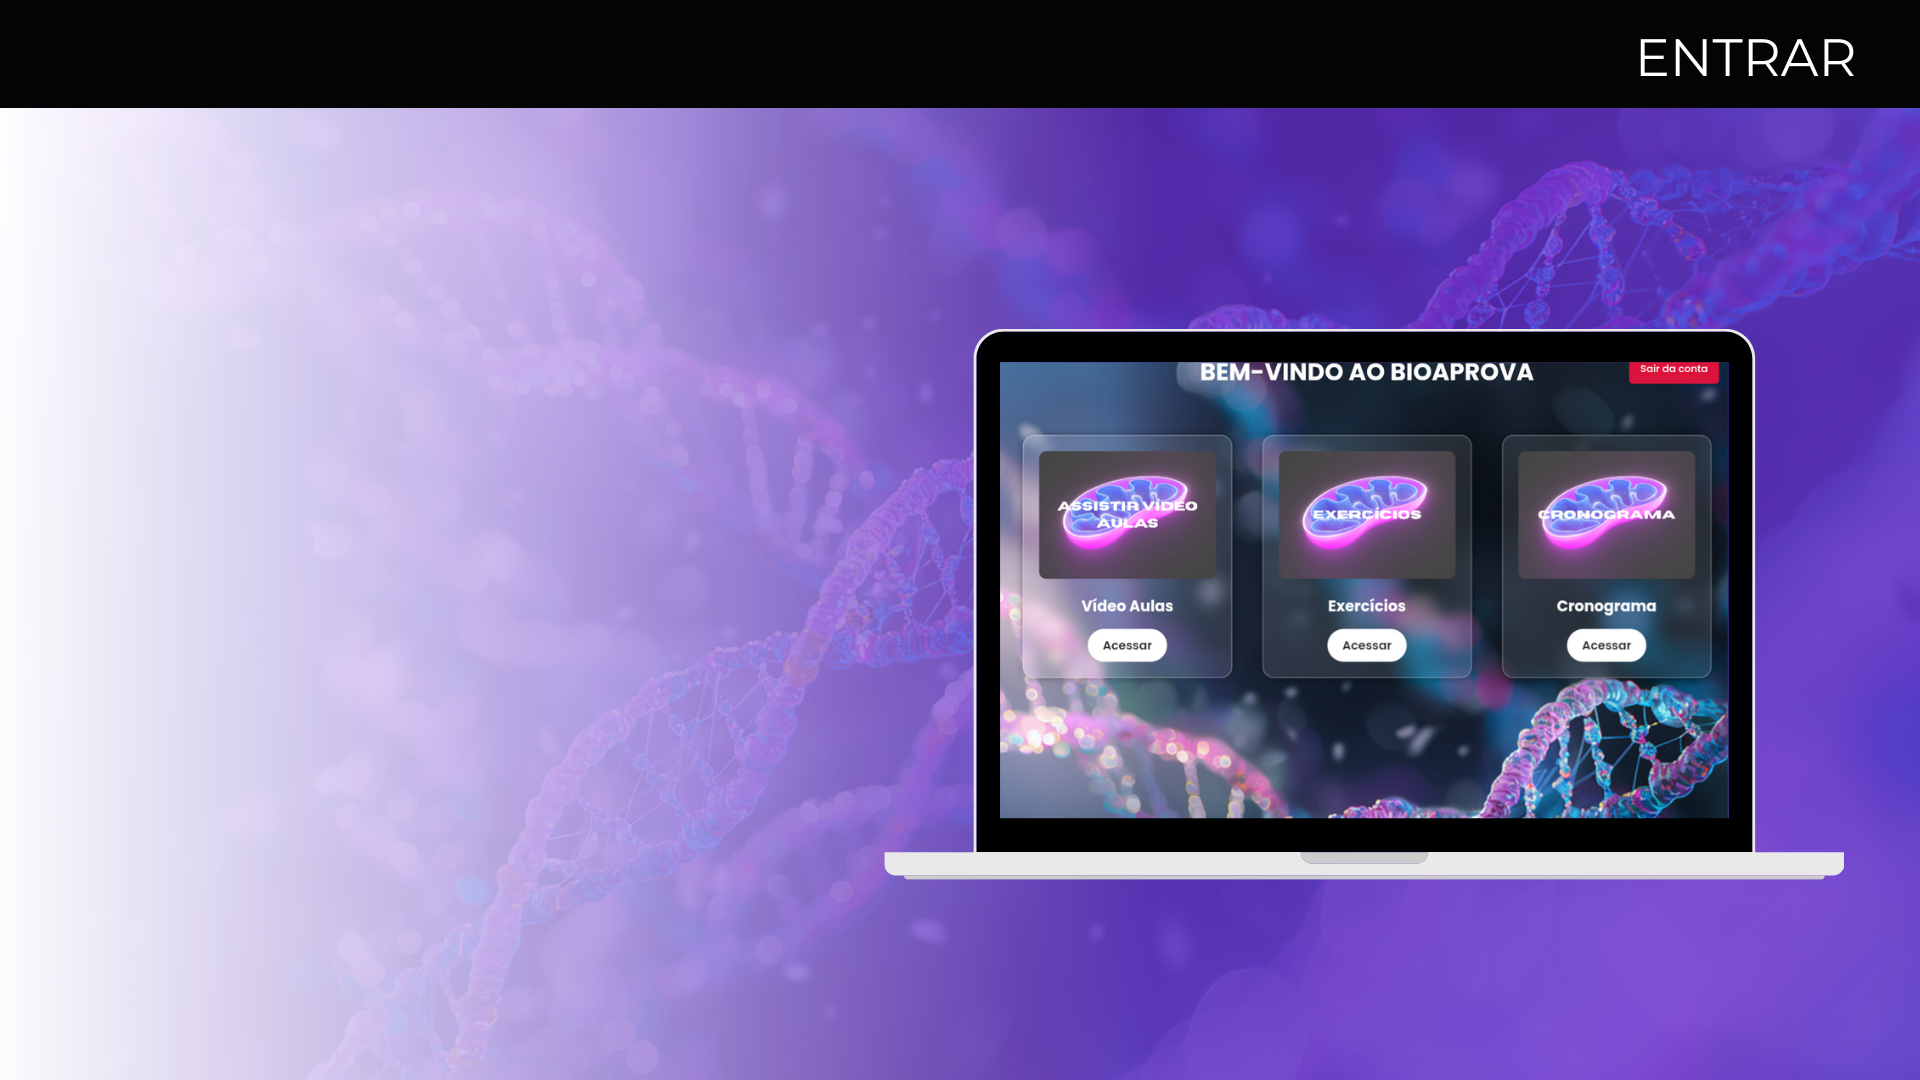 ENTRAR
BEM-VINDO AO BIOAPROVA
Sair da conta
ASSISTIR VÍDEO
AULAS
Vídeo Aulas
Acessar
EXERCÍCIOS
Exercícios
Acessar
CRONOGRAMA
Cronograma
Acessar